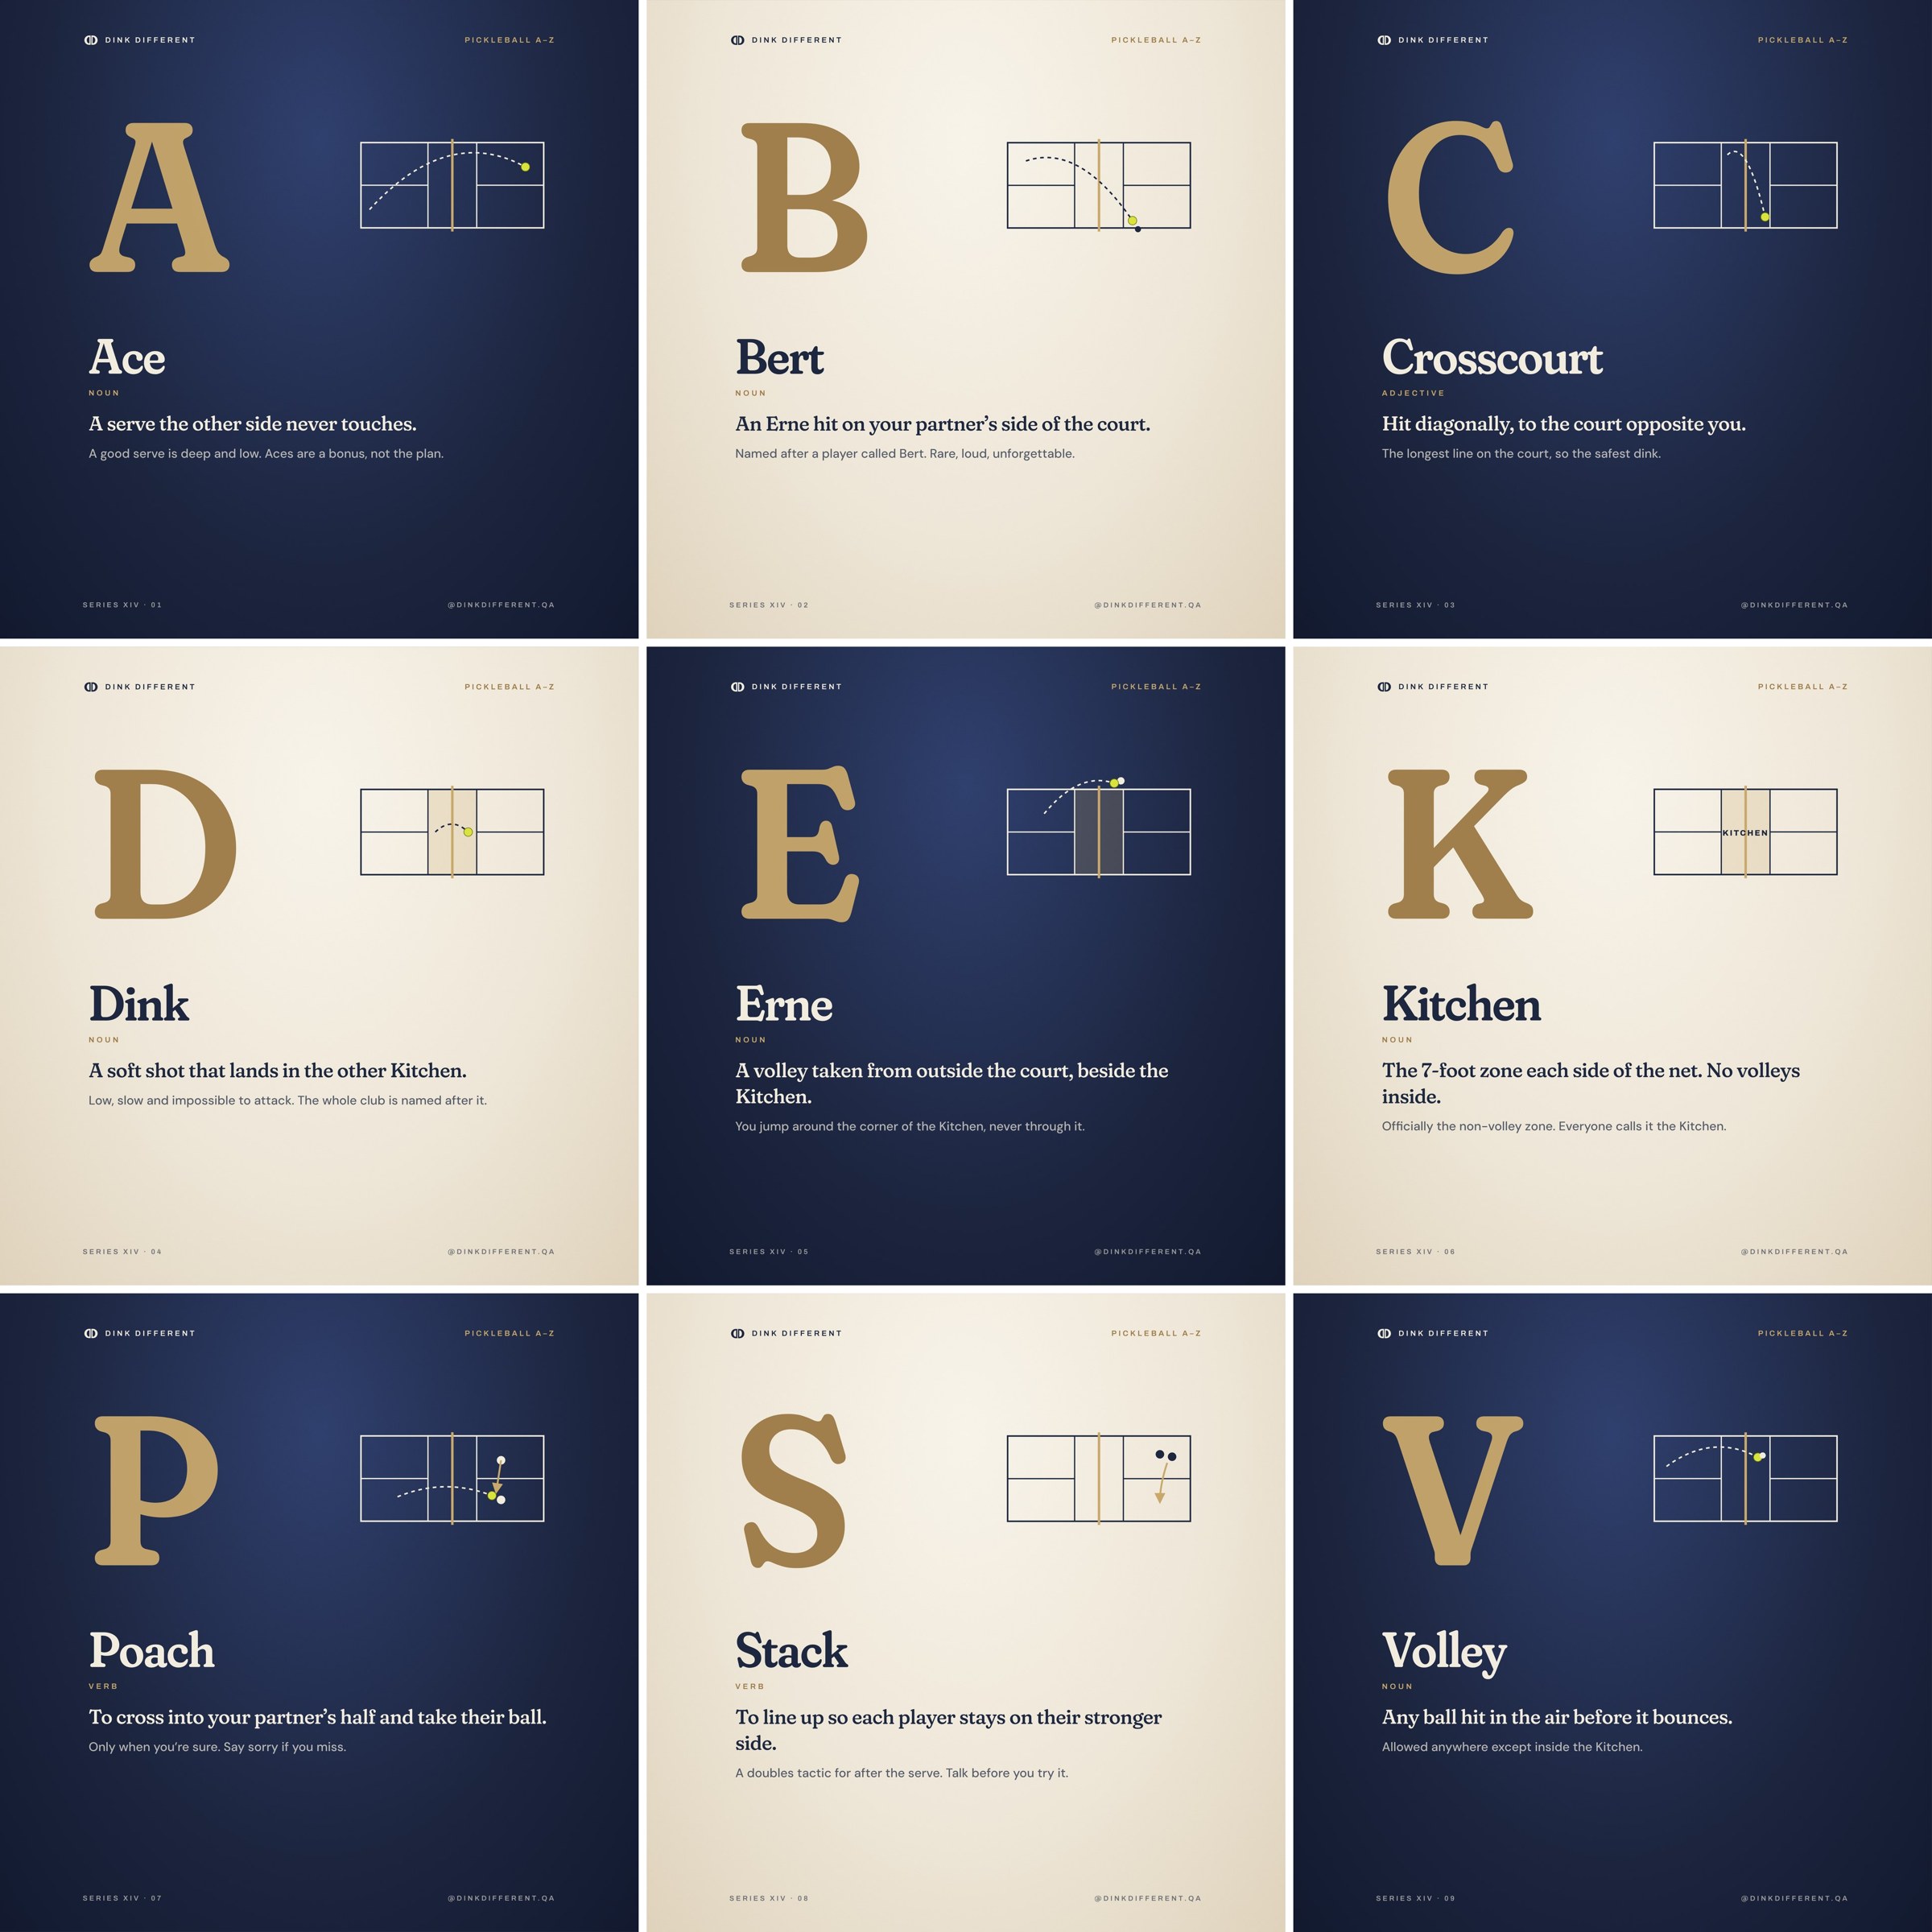 DINK DIFFERENT
PICKLEBALL A–Z
A
Ace
NOUN
A serve the other side never touches.
A good serve is deep and low. Aces are a bonus, not the plan.
SERIES XIV · 01
@DINKDIFFERENT.QA
DINK DIFFERENT
PICKLEBALL A–Z
B
Bert
NOUN
An Erne hit on your partner’s side of the court.
Named after a player called Bert. Rare, loud, unforgettable.
SERIES XIV · 02
@DINKDIFFERENT.QA
DINK DIFFERENT
PICKLEBALL A–Z
C
Crosscourt
ADJECTIVE
Hit diagonally, to the court opposite you.
The longest line on the court, so the safest dink.
SERIES XIV · 03
@DINKDIFFERENT.QA
DINK DIFFERENT
PICKLEBALL A–Z
D
Dink
NOUN
A soft shot that lands in the other Kitchen.
Low, slow and impossible to attack. The whole club is named after it.
SERIES XIV · 04
@DINKDIFFERENT.QA
DINK DIFFERENT
PICKLEBALL A–Z
E
Erne
NOUN
A volley taken from outside the court, beside the
Kitchen.
You jump around the corner of the Kitchen, never through it.
SERIES XIV · 05
@DINKDIFFERENT.QA
DINK DIFFERENT
PICKLEBALL A–Z
K
KITCHEN
Kitchen
NOUN
The 7-foot zone each side of the net. No volleys
inside.
Officially the non-volley zone. Everyone calls it the Kitchen.
SERIES XIV · 06
@DINKDIFFERENT.QA
DINK DIFFERENT
PICKLEBALL A–Z
P
Poach
VERB
To cross into your partner’s half and take their ball.
Only when you’re sure. Say sorry if you miss.
SERIES XIV · 07
@DINKDIFFERENT.QA
DINK DIFFERENT
PICKLEBALL A–Z
S
Stack
VERB
To line up so each player stays on their stronger
side.
A doubles tactic for after the serve. Talk before you try it.
SERIES XIV · 08
@DINKDIFFERENT.QA
DINK DIFFERENT
PICKLEBALL A–Z
V
Volley
NOUN
Any ball hit in the air before it bounces.
Allowed anywhere except inside the Kitchen.
SERIES XIV · 09
@DINKDIFFERENT.QA